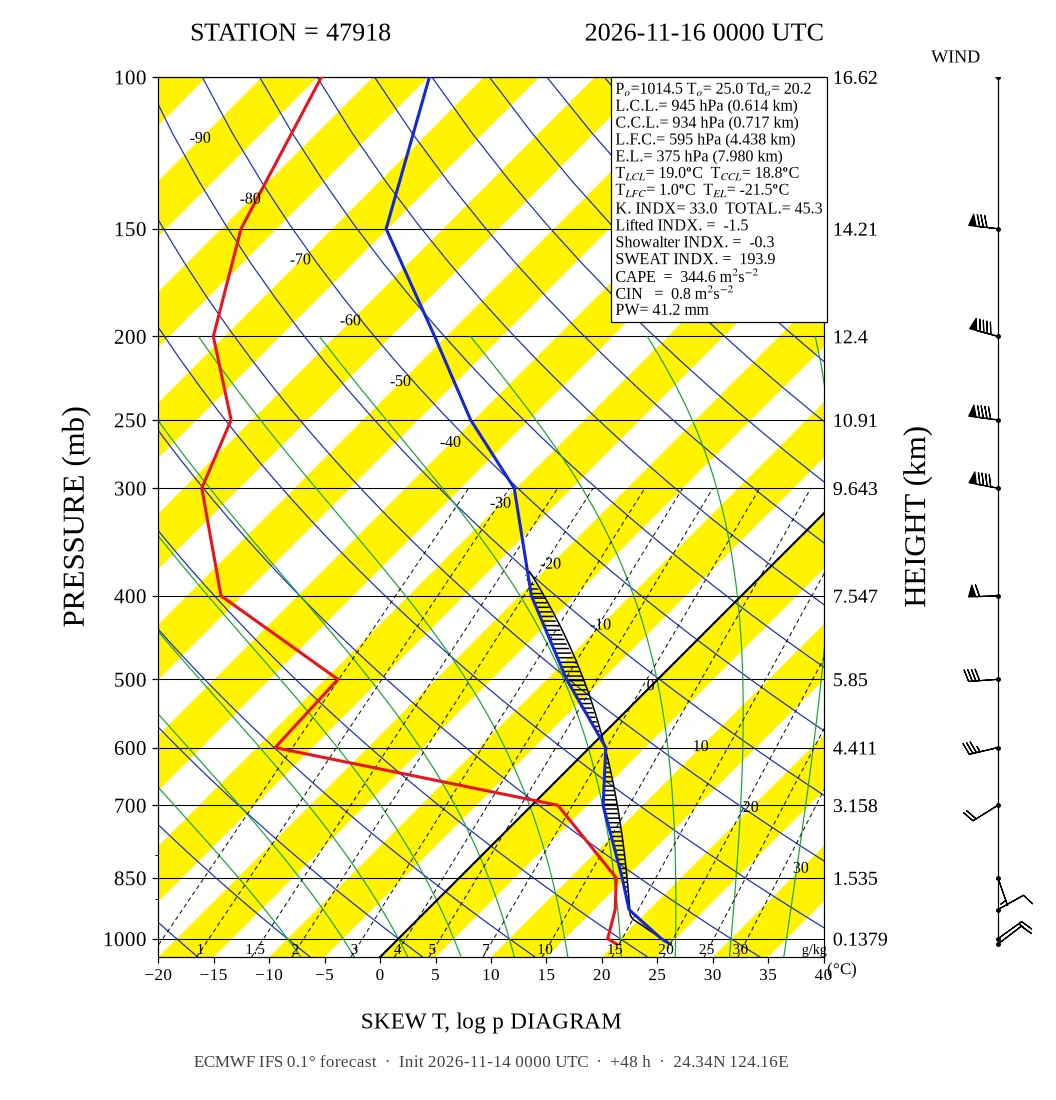 STATION = 47918 2026-11-16 0000 UTC
WIND
100 16.62
Pₒ=1014.5 Tₒ= 25.0 Tdₒ= 20.2
L.C.L.= 945 hPa (0.614 km)
C.C.L.= 934 hPa (0.717 km)
L.F.C.= 595 hPa (4.438 km)
E.L.= 375 hPa (7.980 km)
T_LCL= 19.0°C T_CCL= 18.8°C
T_LFC= 1.0°C T_EL= -21.5°C
K. INDX= 33.0 TOTAL.= 45.3
Lifted INDX. = -1.5
Showalter INDX. = -0.3
SWEAT INDX. = 193.9
CAPE = 344.6 m²s⁻²
CIN = 0.8 m²s⁻²
PW= 41.2 mm
-90
-80
150 14.21
-70
-60
200 12.4
-50
250 10.91
-40
300 9.643
-30
-20
400 7.547
-10
500 5.85
0
600 4.411
10
700 3.158
20
850 1.535
30
1000 0.1379
PRESSURE (mb)
HEIGHT (km)
1 1.5 2 3 4 5 7 10 15 20 25 30 g/kg
−20 −15 −10 −5 0 5 10 15 20 25 30 35 40 (°C)
SKEW T, log p DIAGRAM
ECMWF IFS 0.1° forecast · Init 2026-11-14 0000 UTC · +48 h · 24.34N 124.16E